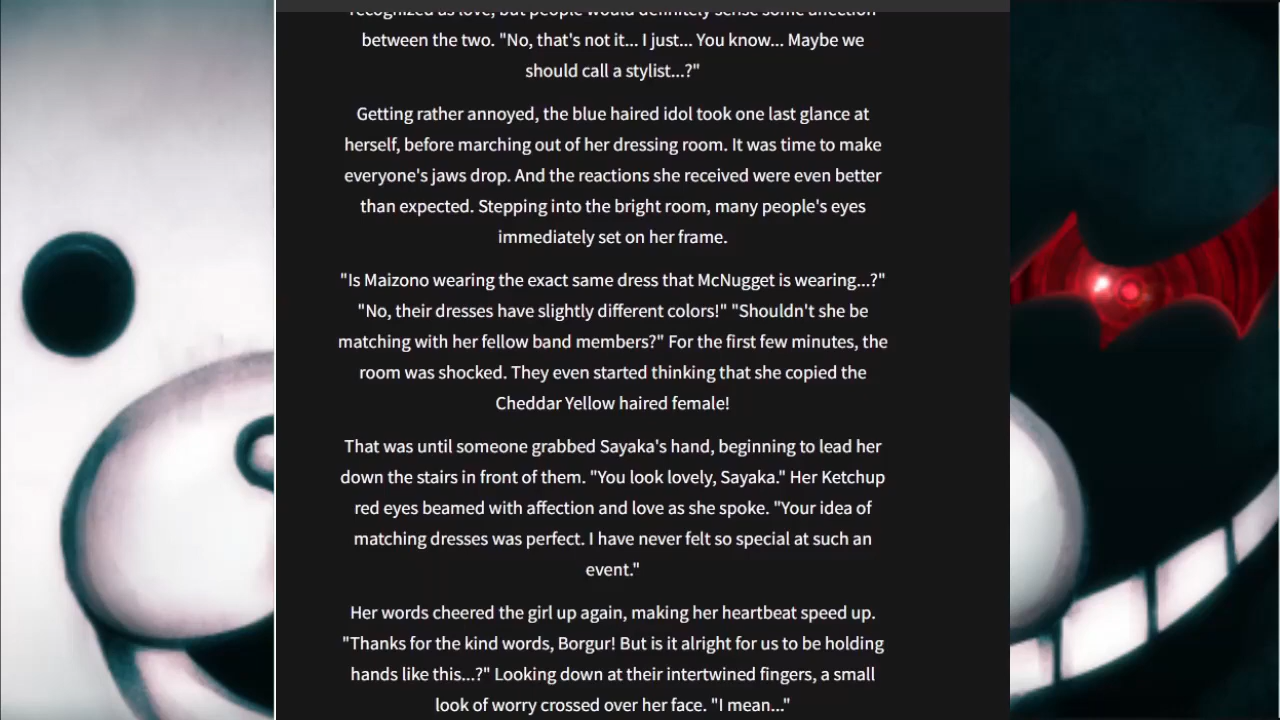 recognized as love, but people would definitely sense some affection
between the two. "No, that's not it... I just... You know... Maybe we
should call a stylist...?"
Getting rather annoyed, the blue haired idol took one last glance at
herself, before marching out of her dressing room. It was time to make
everyone's jaws drop. And the reactions she received were even better
than expected. Stepping into the bright room, many people's eyes
immediately set on her frame.
"Is Maizono wearing the exact same dress that McNugget is wearing...?"
"No, their dresses have slightly different colors!" "Shouldn't she be
matching with her fellow band members?" For the first few minutes, the
room was shocked. They even started thinking that she copied the
Cheddar Yellow haired female!
That was until someone grabbed Sayaka's hand, beginning to lead her
down the stairs in front of them. "You look lovely, Sayaka." Her Ketchup
red eyes beamed with affection and love as she spoke. "Your idea of
matching dresses was perfect. I have never felt so special at such an
event."
Her words cheered the girl up again, making her heartbeat speed up.
"Thanks for the kind words, Borgur! But is it alright for us to be holding
hands like this...?" Looking down at their intertwined fingers, a small
look of worry crossed over her face. "I mean..."